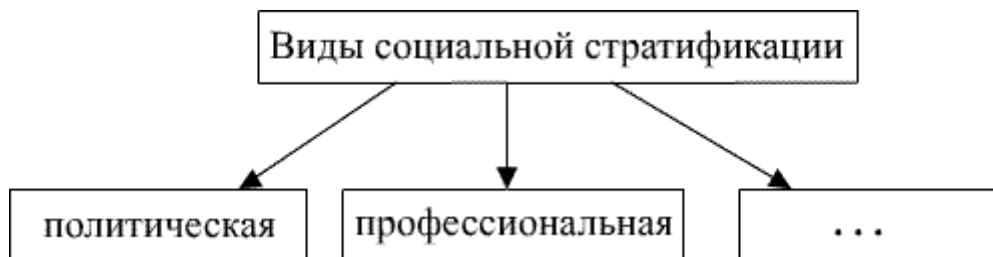 Виды социальной стратификации
политическая
профессиональная
...